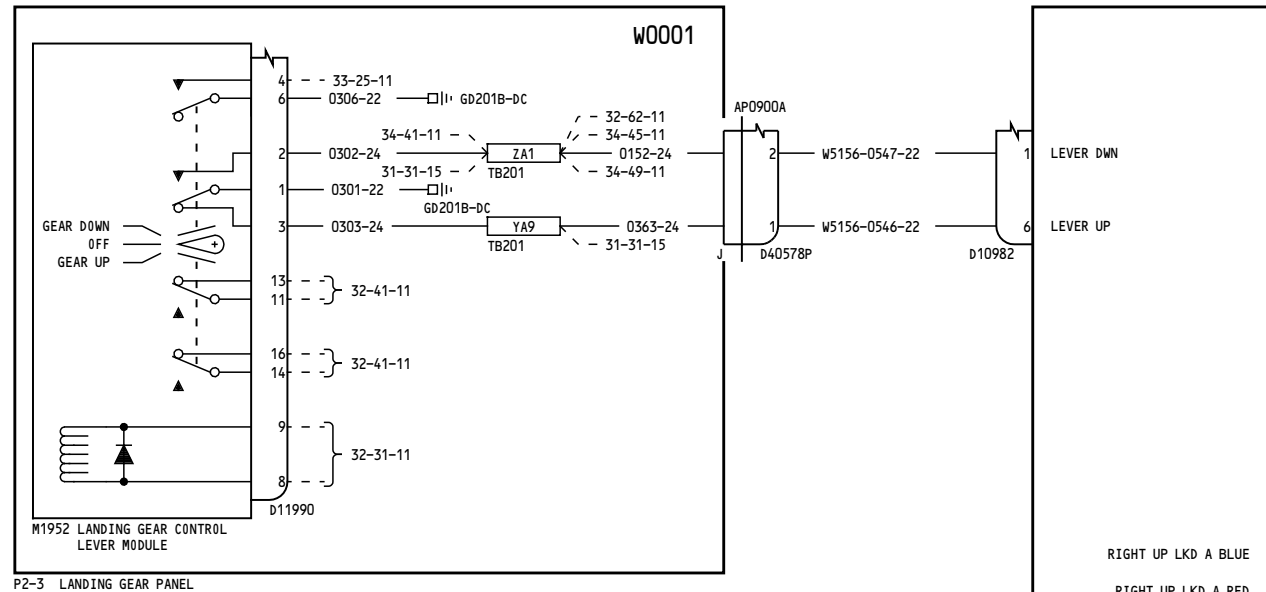 W0001
4 33-25-11
6 0306-22 GD201B-DC
AP0900A
32-62-11
34-41-11 34-45-11
2 0302-24 ZA1 0152-24 2 W5156-0547-22 1 LEVER DWN
31-31-15 TB201 34-49-11
1 0301-22
GD201B-DC
GEAR DOWN 3 0303-24 YA9 0363-24 1 W5156-0546-22 6 LEVER UP
OFF TB201 31-31-15
J D40578P D10982
GEAR UP
13
32-41-11
11
16
32-41-11
14
9
32-31-11
8
D11990
M1952 LANDING GEAR CONTROL
LEVER MODULE
RIGHT UP LKD A BLUE
P2-3 LANDING GEAR PANEL
RIGHT UP LKD A RED